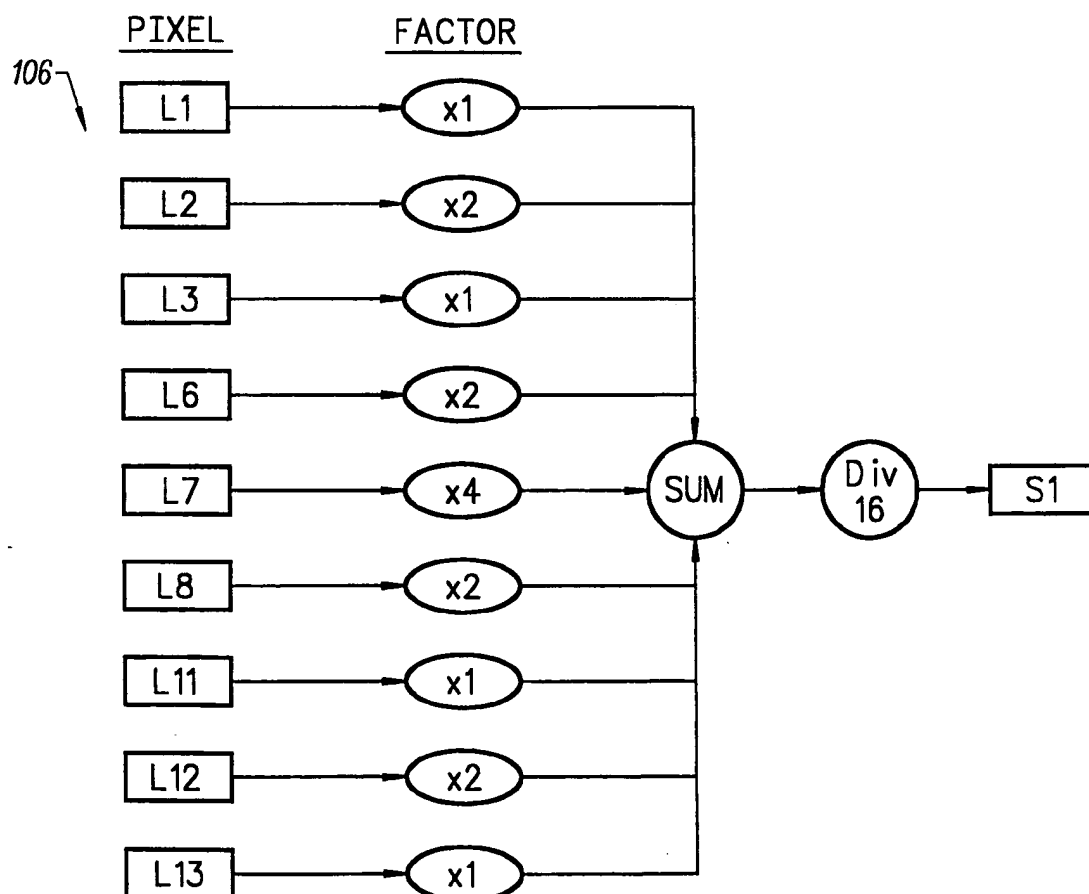 PIXEL FACTOR
106
L1 x1
L2 x2
L3 x1
L6 x2
L7 x4 SUM Div 16 S1
L8 x2
L11 x1
L12 x2
L13 x1